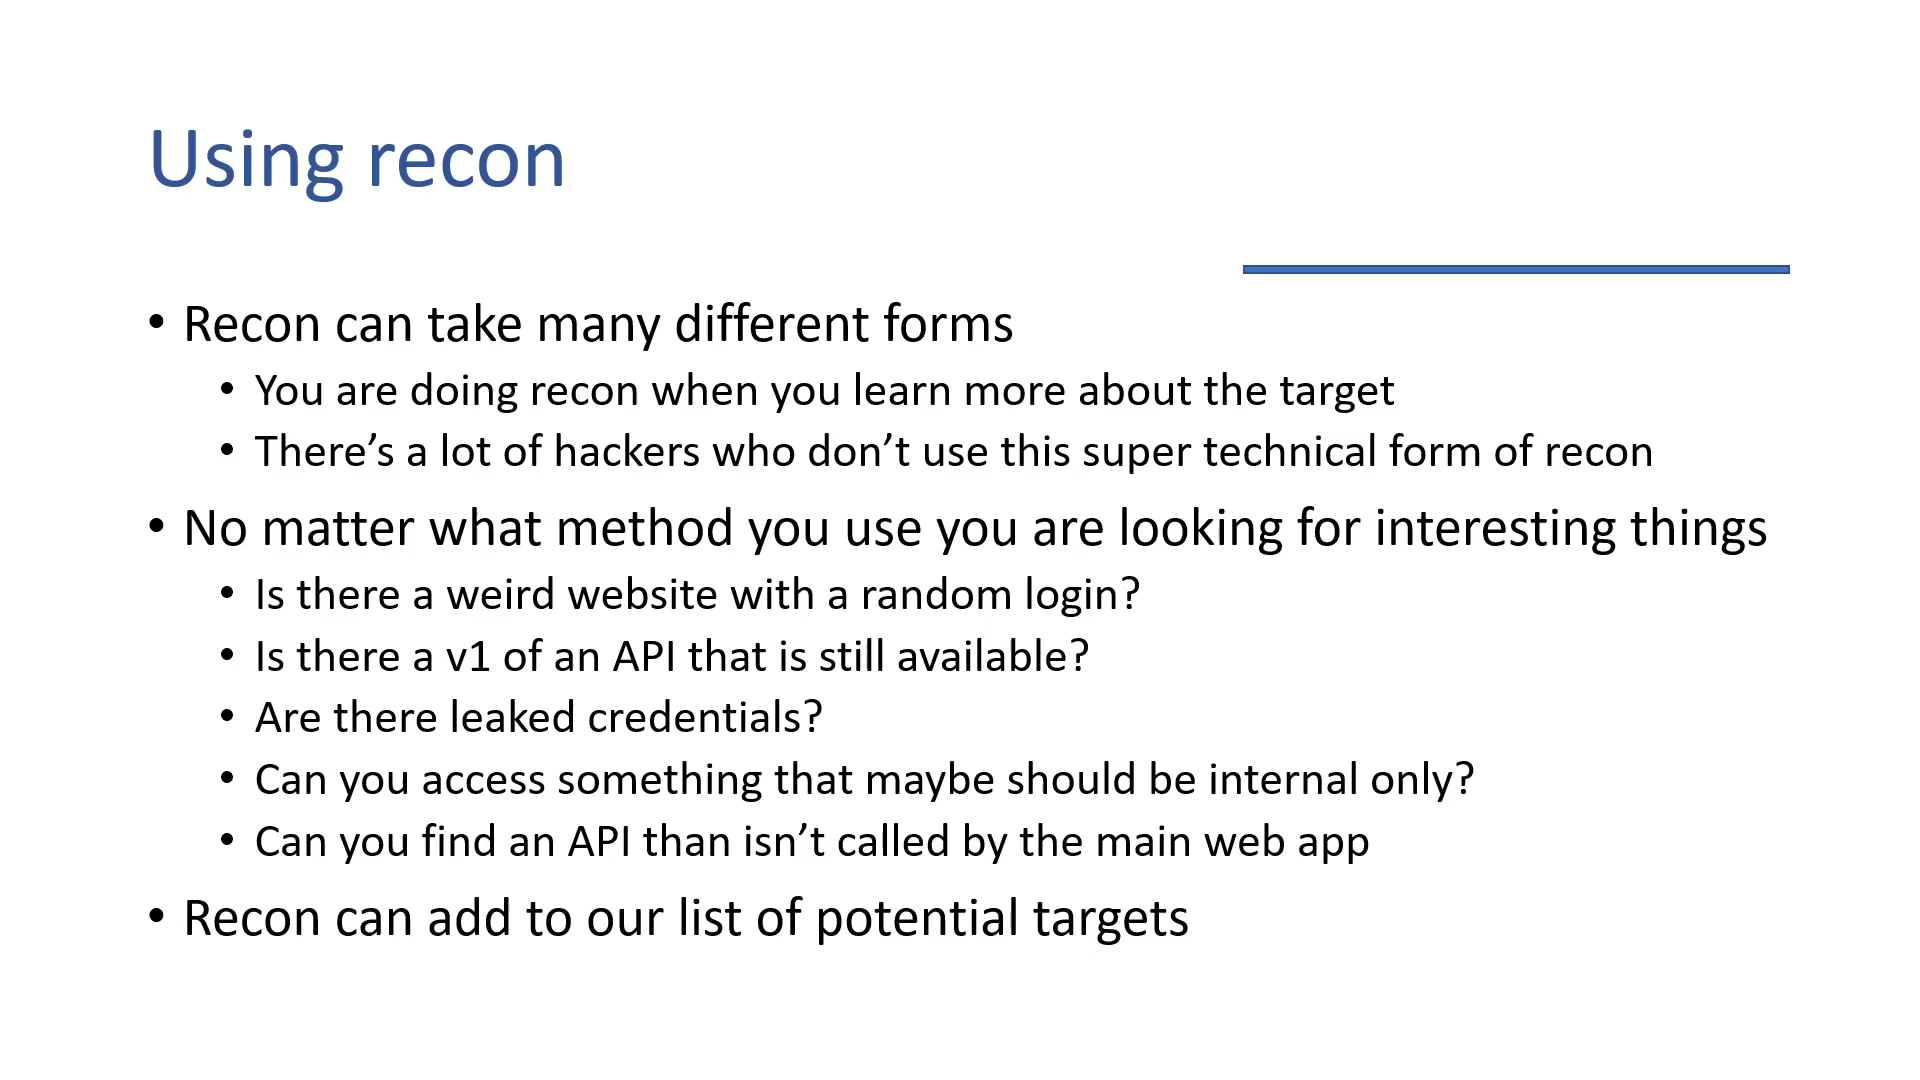 Using recon
• Recon can take many different forms
• You are doing recon when you learn more about the target
• There’s a lot of hackers who don’t use this super technical form of recon
• No matter what method you use you are looking for interesting things
• Is there a weird website with a random login?
• Is there a v1 of an API that is still available?
• Are there leaked credentials?
• Can you access something that maybe should be internal only?
• Can you find an API than isn’t called by the main web app
• Recon can add to our list of potential targets